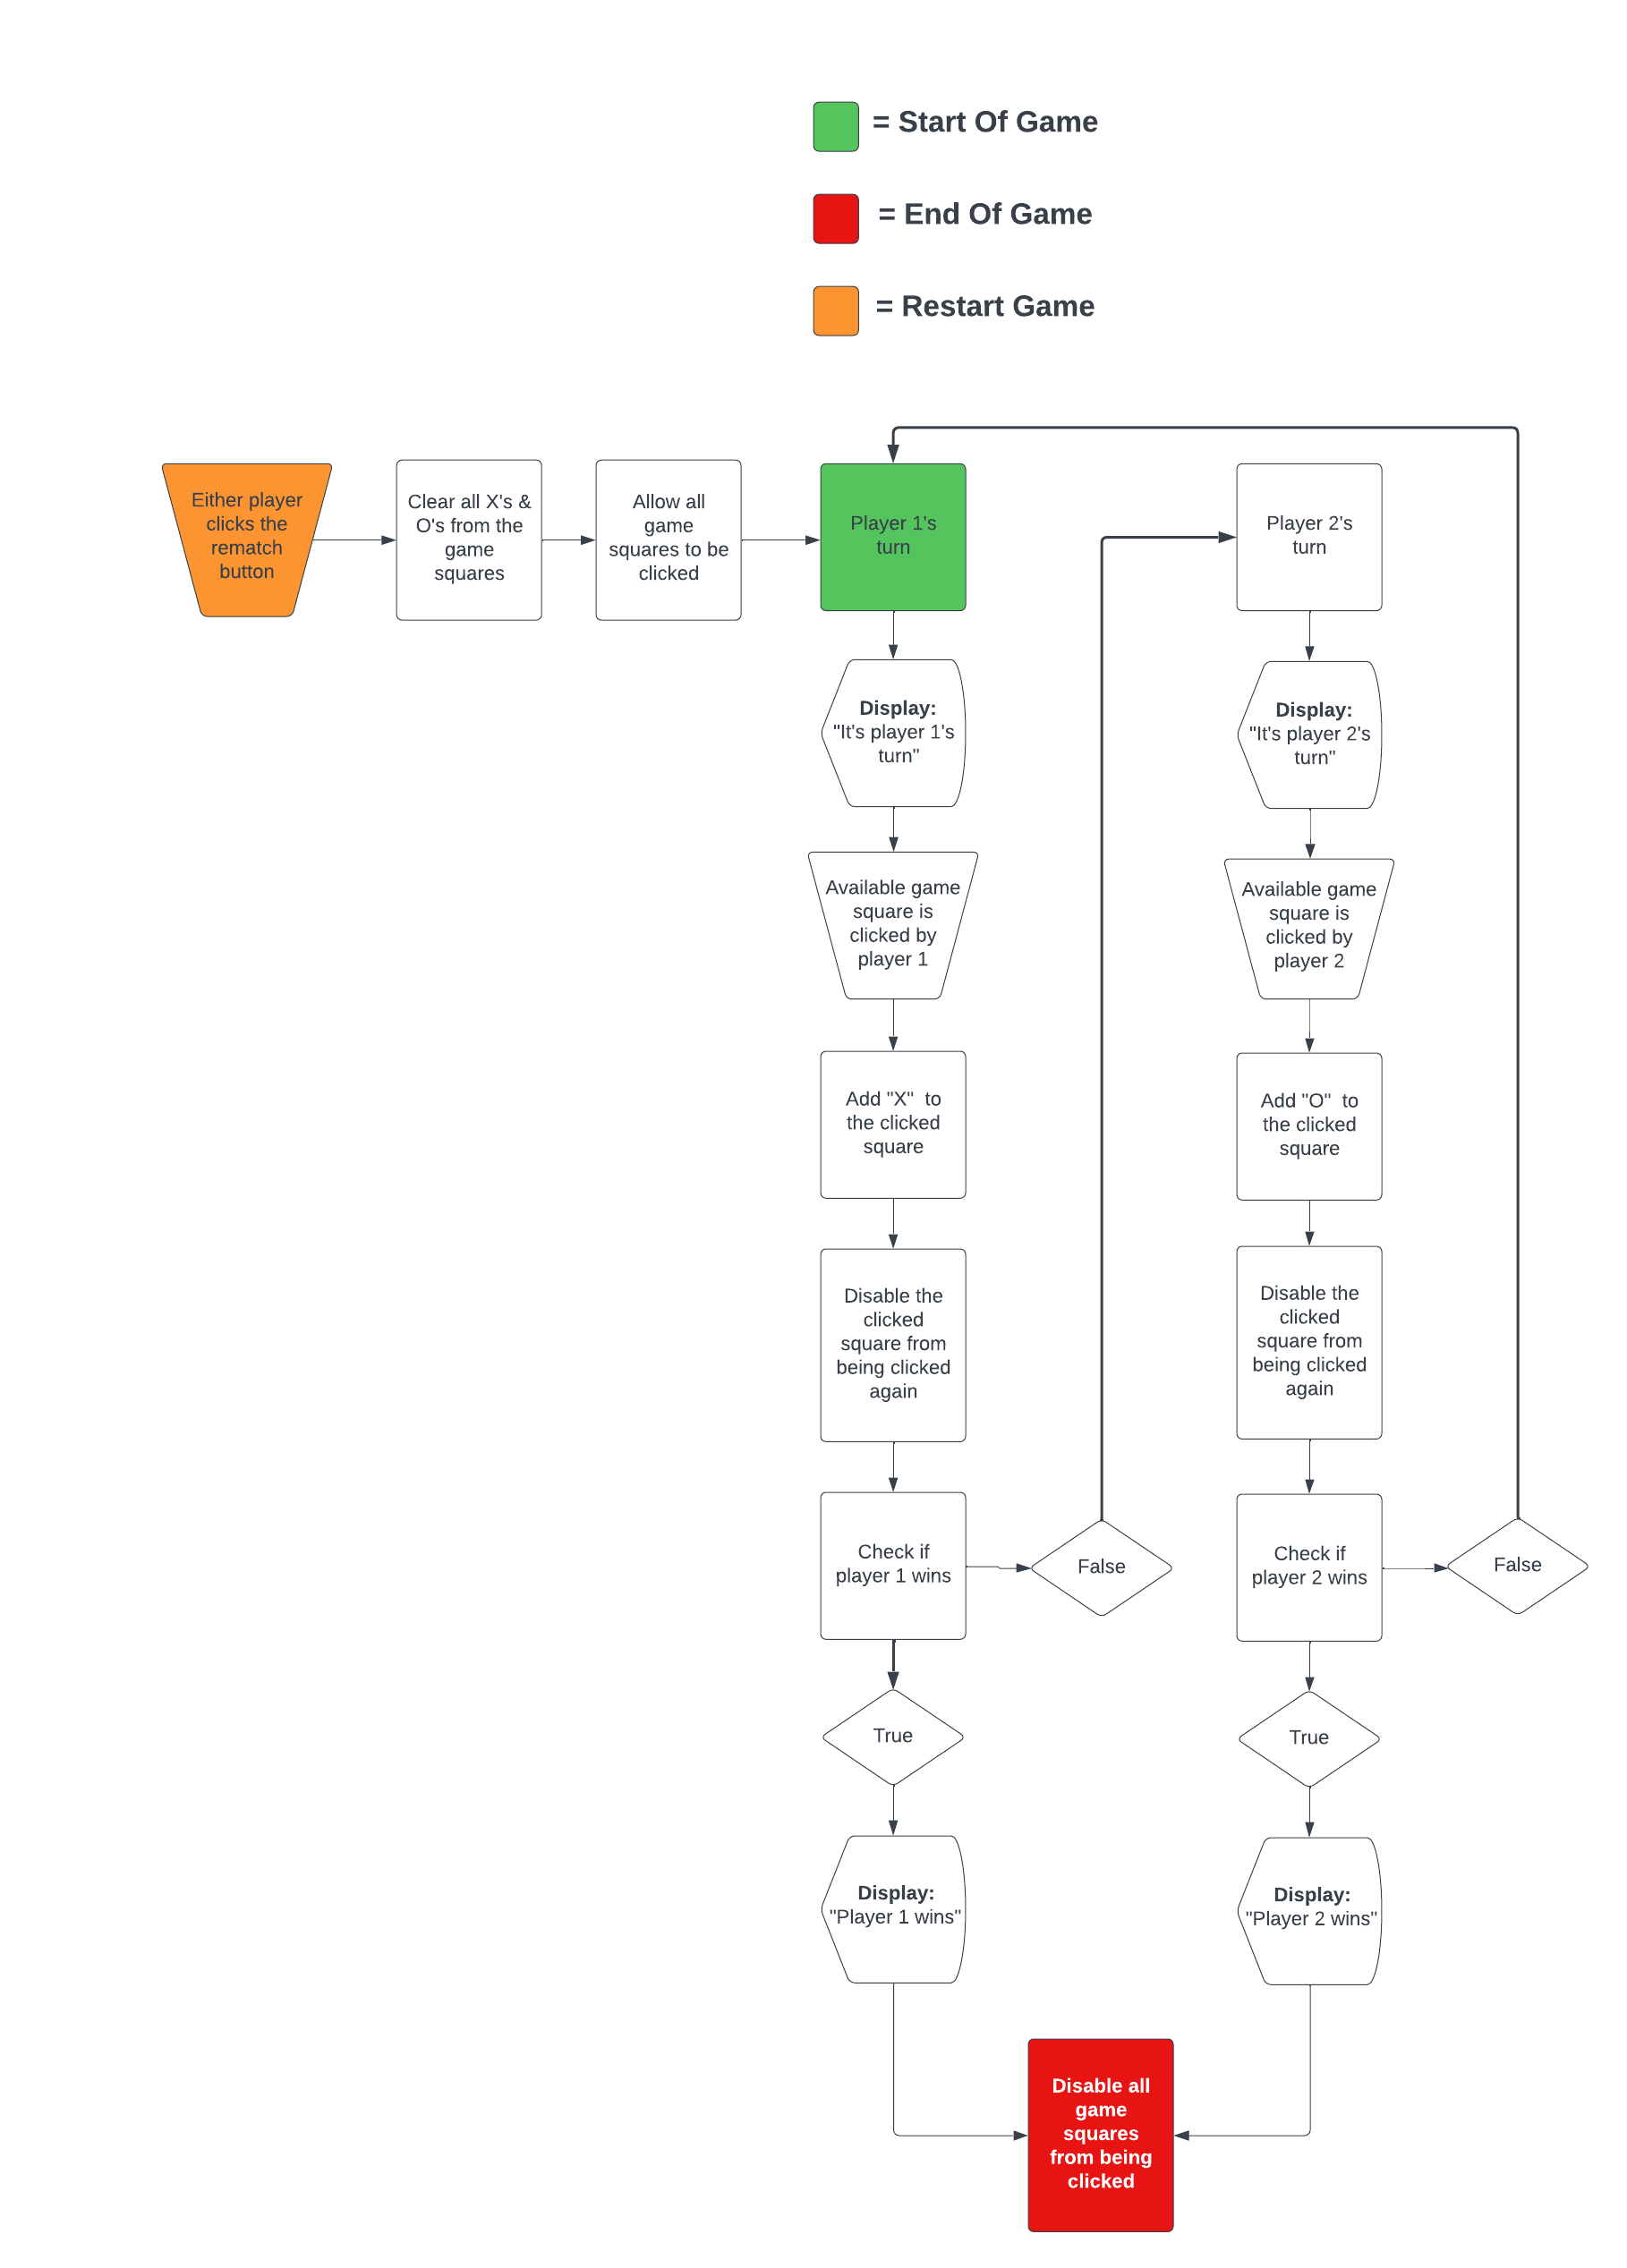 = Start Of Game
= End Of Game
= Restart Game
Either player
clicks the
rematch
button
Clear all X's &
O's from the
game
squares
Allow all
game
squares to be
clicked
Player 1's
turn
Display:
"It's player 1's
turn"
Available game
square is
clicked by
player 1
Add "X"  to
the clicked
square
Disable the
clicked
square from
being clicked
again
Check if
player 1 wins
False
True
Display:
"Player 1 wins"
Player 2's
turn
Display:
"It's player 2's
turn"
Available game
square is
clicked by
player 2
Add "O"  to
the clicked
square
Disable the
clicked
square from
being clicked
again
Check if
player 2 wins
False
True
Display:
"Player 2 wins"
Disable all
game
squares
from being
clicked